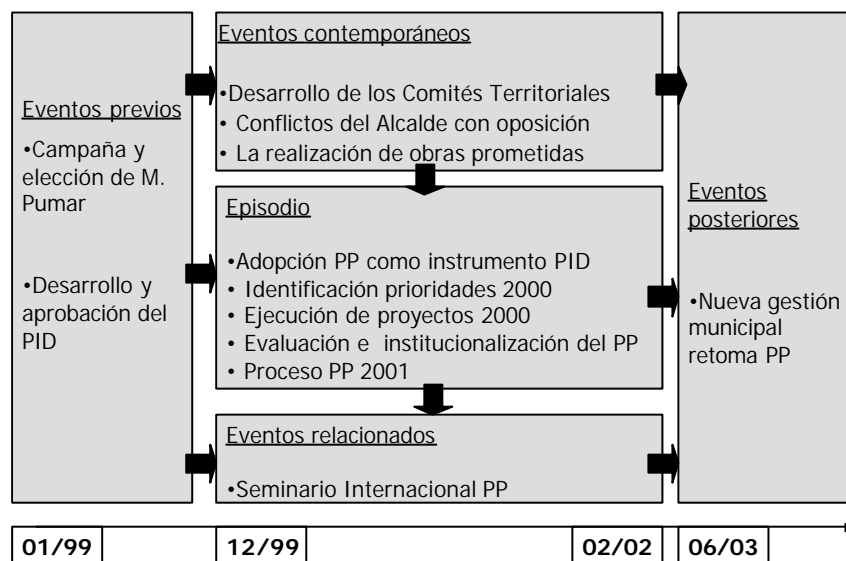 Eventos previos
•Campaña y
elección de M.
Pumar
•Desarrollo y
aprobación del
PID
Eventos contemporáneos
•Desarrollo de los Comités Territoriales
• Conflictos del Alcalde con oposición
• La realización de obras prometidas
Episodio
•Adopción PP como instrumento PID
• Identificación prioridades 2000
• Ejecución de proyectos 2000
• Evaluación e institucionalización del PP
• Proceso PP 2001
Eventos relacionados
•Seminario Internacional PP
Eventos
posteriores
•Nueva gestión
municipal
retoma PP
01/99 12/99 02/02 06/03